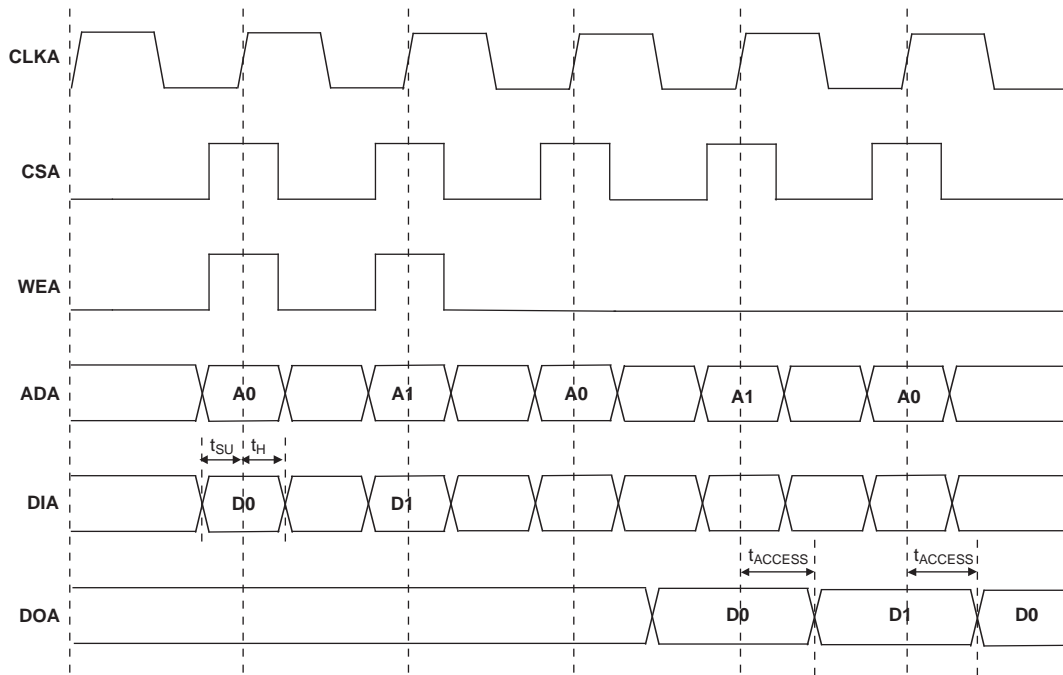 CLKA
CSA
WEA
ADA A0 A1 A0 A1 A0
tSU tH
DIA D0 D1
tACCESS tACCESS
DOA D0 D1 D0